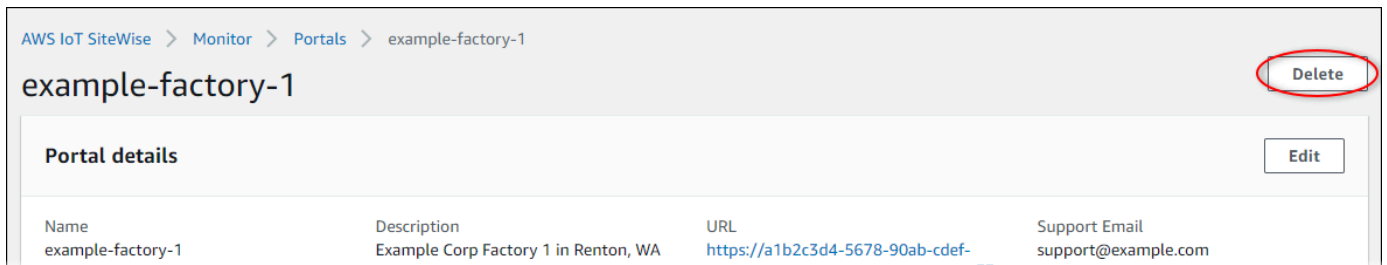 AWS IoT SiteWise > Monitor > Portals > example-factory-1
example-factory-1
Delete
Portal details
Edit
Name
Description
URL
Support Email
example-factory-1
Example Corp Factory 1 in Renton, WA
https://a1b2c3d4-5678-90ab-cdef-
support@example.com